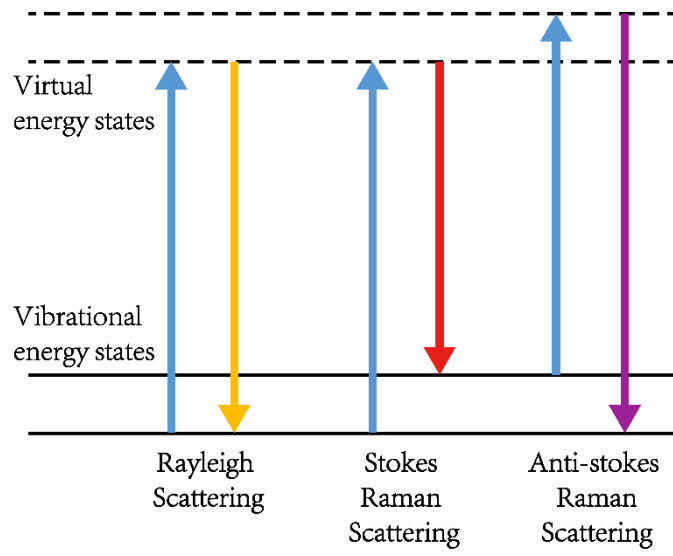 Virtual
energy states
Vibrational
energy states
Rayleigh
Scattering
Stokes
Raman
Scattering
Anti-stokes
Raman
Scattering